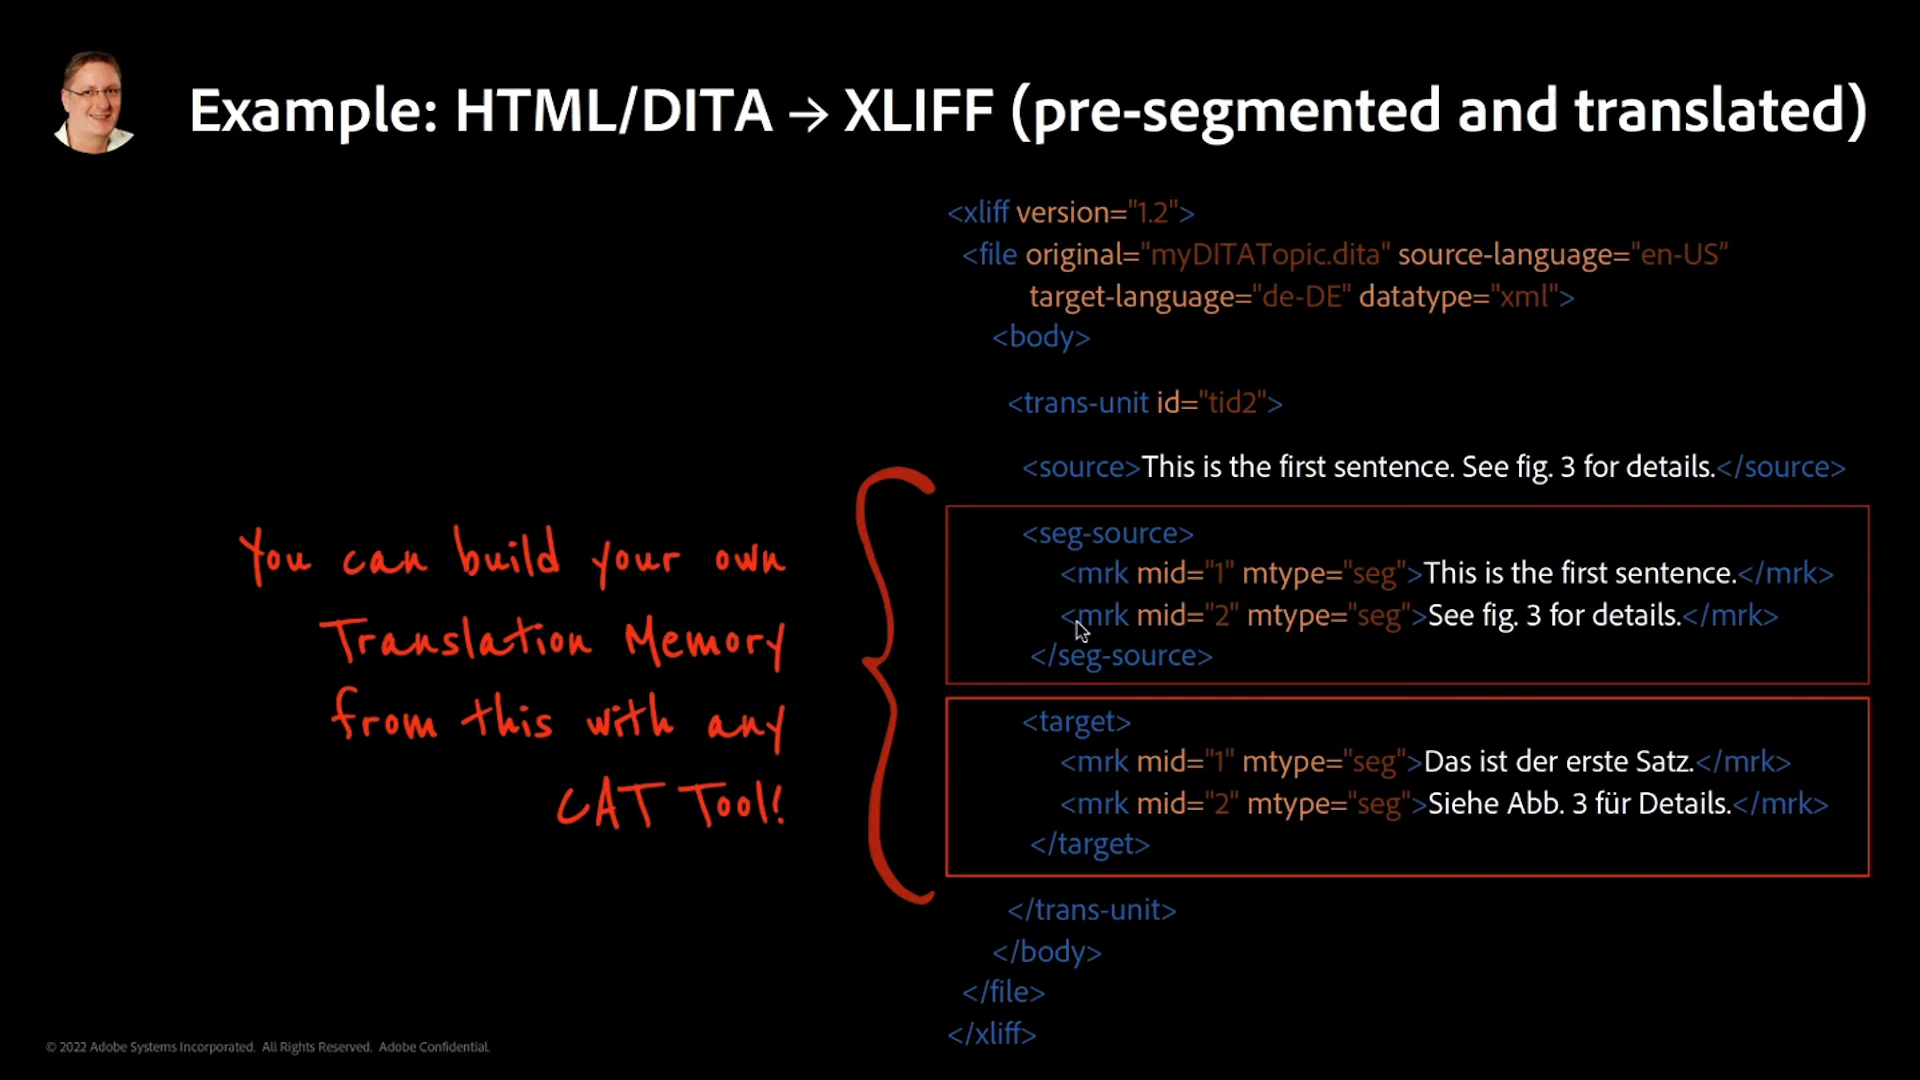 Example: HTML/DITA → XLIFF (pre-segmented and translated)
<xliff version="1.2">
<file original="myDITATopic.dita" source-language="en-US"
target-language="de-DE" datatype="xml">
<body>
<trans-unit id="tid2">
<source>This is the first sentence. See fig. 3 for details.</source>
<seg-source>
<mrk mid="1" mtype="seg">This is the first sentence.</mrk>
<mrk mid="2" mtype="seg">See fig. 3 for details.</mrk>
</seg-source>
<target>
<mrk mid="1" mtype="seg">Das ist der erste Satz.</mrk>
<mrk mid="2" mtype="seg">Siehe Abb. 3 für Details.</mrk>
</target>
</trans-unit>
</body>
</file>
</xliff>
You can build your own
Translation Memory
from this with any
CAT Tool!
© 2022 Adobe Systems Incorporated. All Rights Reserved. Adobe Confidential.